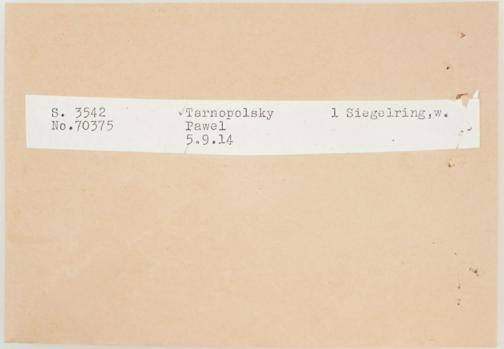 S. 3542 Tarnopolsky 1 Siegelring,w.
No.70375 Pawel
5.9.14